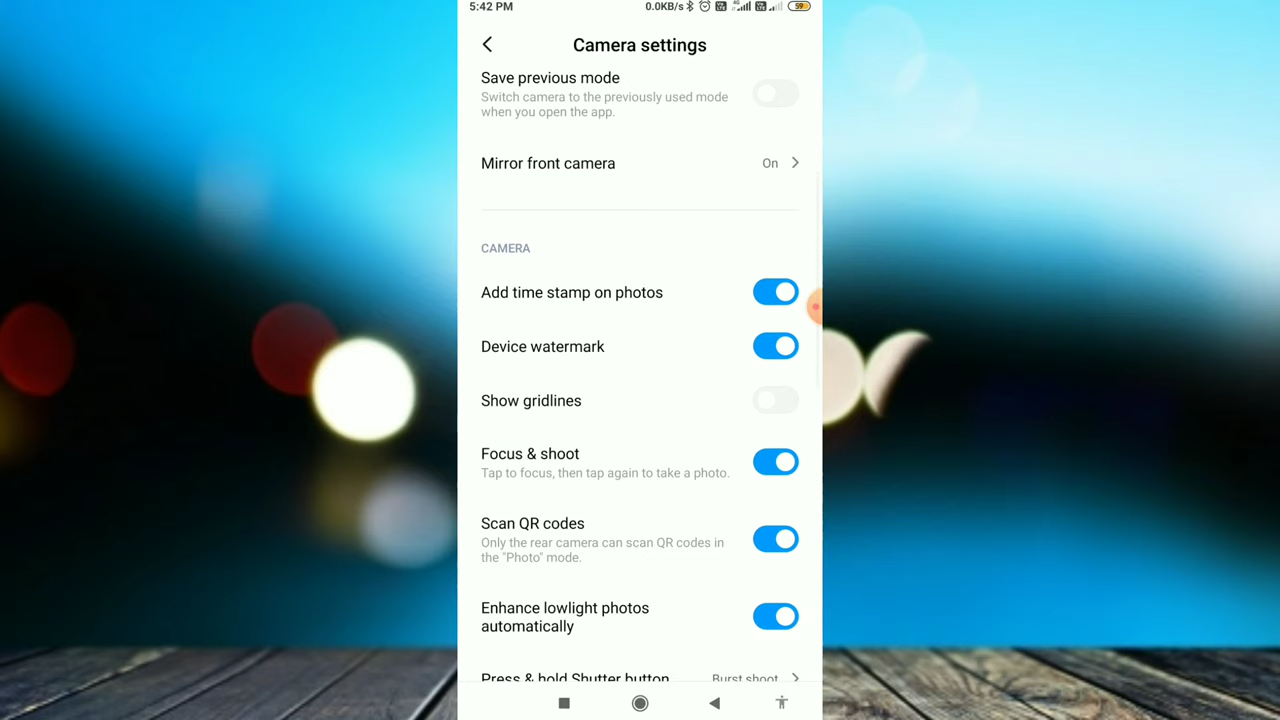 5:42 PM
0.0KB/s
4G
59
Camera settings
Save previous mode
Switch camera to the previously used mode
when you open the app.
Mirror front camera
On
CAMERA
Add time stamp on photos
Device watermark
Show gridlines
Focus & shoot
Tap to focus, then tap again to take a photo.
Scan QR codes
Only the rear camera can scan QR codes in
the "Photo" mode.
Enhance lowlight photos
automatically
Press & hold Shutter button
Burst shoot